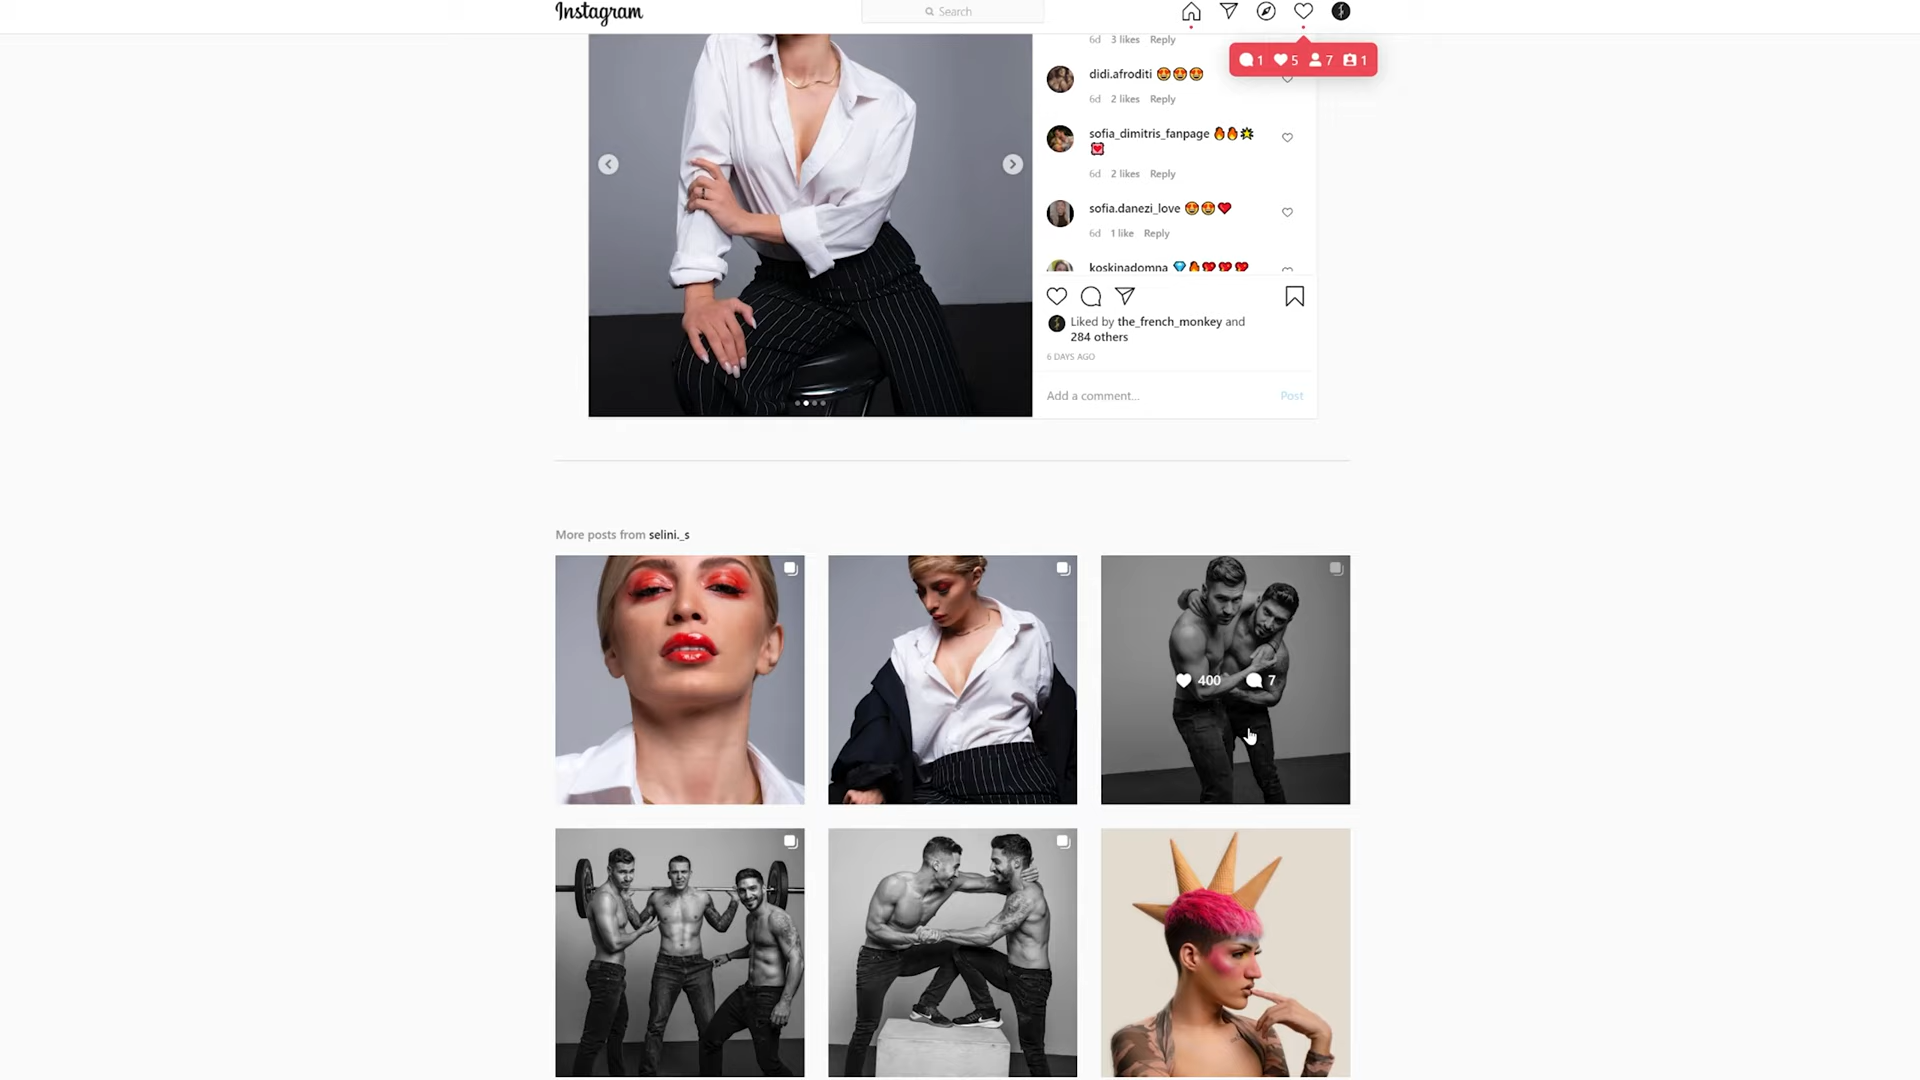 Instagram
Search
1 5 7 1
6d 3 likes Reply
didi.afroditi
6d 2 likes Reply
sofia_dimitris_fanpage
6d 2 likes Reply
sofia.danezi_love
6d 1 like Reply
koskinadomna
Liked by the_french_monkey and
284 others
6 DAYS AGO
Add a comment... Post
More posts from selini._s
400 7